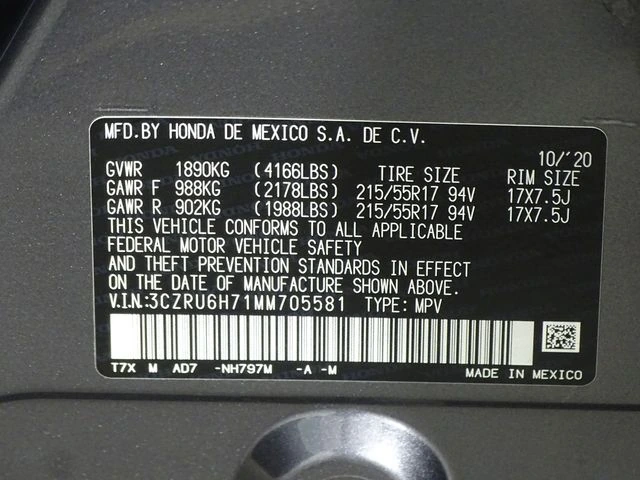 MFD.BY HONDA DE MEXICO S.A. DE C.V.
10/'20
GVWR 1890KG (4166LBS) TIRE SIZE RIM SIZE
GAWR F 988KG (2178LBS) 215/55R17 94V 17X7.5J
GAWR R 902KG (1988LBS) 215/55R17 94V 17X7.5J
THIS VEHICLE CONFORMS TO ALL APPLICABLE
FEDERAL MOTOR VEHICLE SAFETY
AND THEFT PREVENTION STANDARDS IN EFFECT
ON THE DATE OF MANUFACTURE SHOWN ABOVE.
V.I.N:3CZRU6H71MM705581 TYPE: MPV
T7X M AD7 -NH797M -A -M
MADE IN MEXICO